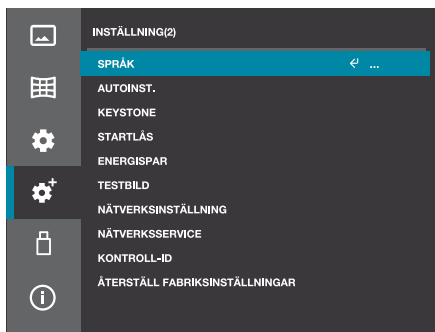 INSTÄLLNING(2)
SPRÅK ...
AUTOINST.
KEYSTONE
STARTLÅS
ENERGISPAR
TESTBILD
NÄTVERKSINSTÄLLNING
NÄTVERKSSERVICE
KONTROLL-ID
ÅTERSTÄLL FABRIKSINSTÄLLNINGAR